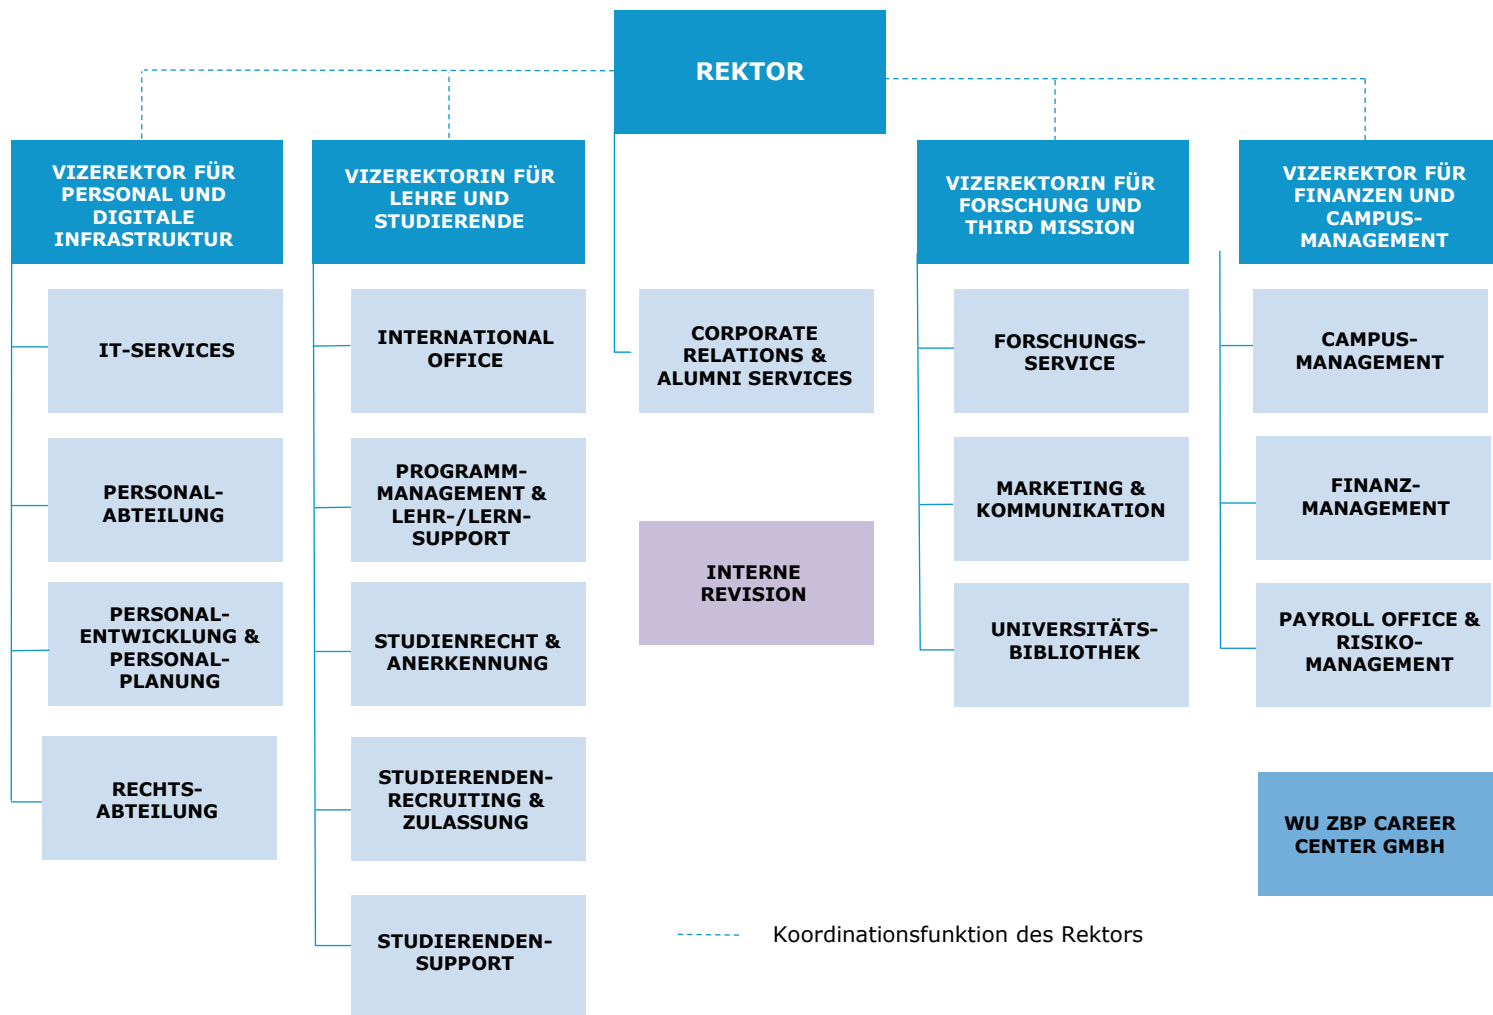 REKTOR
VIZEREKTOR FÜR
PERSONAL UND
DIGITALE
INFRASTRUKTUR
IT-SERVICES
PERSONAL-
ABTEILUNG
PERSONAL-
ENTWICKLUNG &
PERSONAL-
PLANUNG
RECHTS-
ABTEILUNG
VIZEREKTORIN FÜR
LEHRE UND
STUDIERENDE
INTERNATIONAL
OFFICE
PROGRAMM-
MANAGEMENT &
LEHR-/LERN-
SUPPORT
STUDIENRECHT &
ANERKENNUNG
STUDIERENDEN-
RECRUITING &
ZULASSUNG
STUDIERENDEN-
SUPPORT
CORPORATE
RELATIONS &
ALUMNI SERVICES
INTERNE
REVISION
VIZEREKTORIN FÜR
FORSCHUNG UND
THIRD MISSION
FORSCHUNGS-
SERVICE
MARKETING &
KOMMUNIKATION
UNIVERSITÄTS-
BIBLIOTHEK
VIZEREKTOR FÜR
FINANZEN UND
CAMPUS-
MANAGEMENT
CAMPUS-
MANAGEMENT
FINANZ-
MANAGEMENT
PAYROLL OFFICE &
RISIKO-
MANAGEMENT
WU ZBP CAREER
CENTER GMBH
Koordinationsfunktion des Rektors